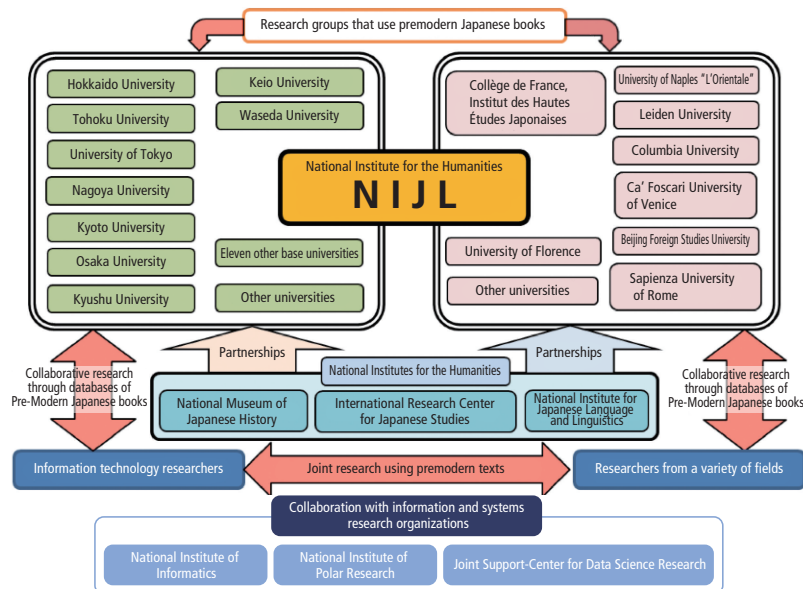 Research groups that use premodern Japanese books
Hokkaido University
Tohoku University
University of Tokyo
Nagoya University
Kyoto University
Osaka University
Kyushu University
Keio University
Waseda University
Eleven other base universities
Other universities
National Institute for the Humanities
NIJL
Collège de France,
Institut des Hautes
Études Japonaises
University of Florence
Other universities
University of Naples "L'Orientale"
Leiden University
Columbia University
Ca' Foscari University
of Venice
Beijing Foreign Studies University
Sapienza University
of Rome
Collaborative research
through databases of
Pre-Modern Japanese books
Partnerships
Partnerships
Collaborative research
through databases of
Pre-Modern Japanese books
National Institutes for the Humanities
National Museum of
Japanese History
International Research Center
for Japanese Studies
National Institute for
Japanese Language
and Linguistics
Information technology researchers
Joint research using premodern texts
Researchers from a variety of fields
Collaboration with information and systems
research organizations
National Institute of
Informatics
National Institute of
Polar Research
Joint Support-Center for Data Science Research